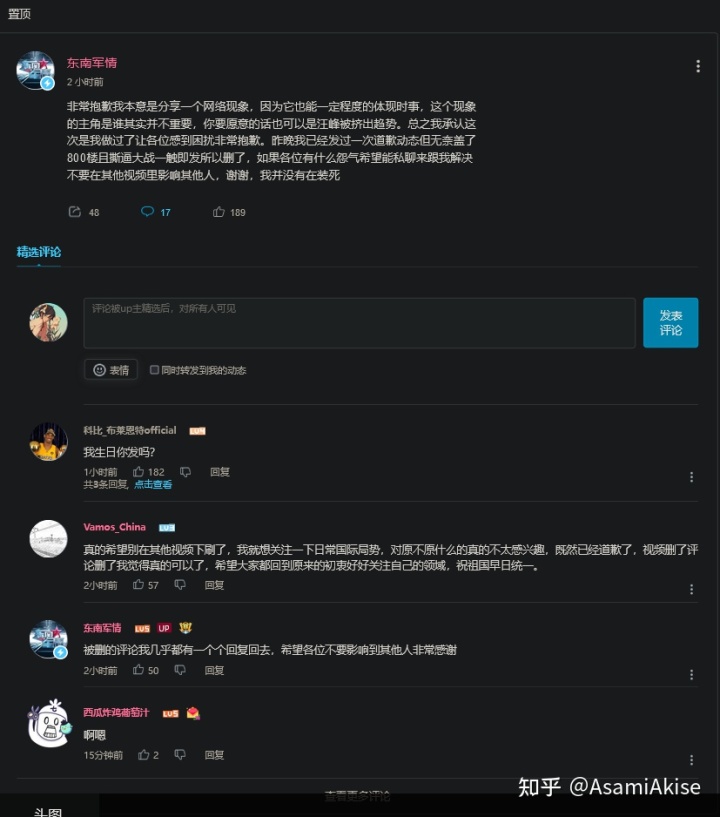 置顶
东南军情
2 小时前
非常抱歉我本意是分享一个网络现象，因为它也能一定程度的体现时事，这个现象
的主角是谁其实并不重要，你要愿意的话也可以是汪峰被挤出趋势。总之我承认这
次是我做过了让各位感到困扰非常抱歉。昨晚我已经发过一次道歉动态但无奈盖了
800楼且撕逼大战一触即发所以删了，如果各位有什么怨气希望能私聊来跟我解决
不要在其他视频里影响其他人，谢谢，我并没有在装死
48 17 189
精选评论
评论被up主精选后，对所有人可见
发表
评论
表情 同时转发到我的动态
科比_布莱恩特official
我生日你发吗?
1小时前 182 回复
共9条回复, 点击查看
Vamos_China
真的希望别在其他视频下刷了，我就想关注一下日常国际局势，对原不原什么的真的不太感兴趣，既然已经道歉了，视频删了评
论删了我觉得真的可以了，希望大家都回到原来的初衷好好关注自己的领域，祝祖国早日统一。
2小时前 57 回复
东南军情 LV5 UP
被删的评论我几乎都有一个个回复回去，希望各位不要影响到其他人非常感谢
2小时前 50 回复
西瓜炸鸡葡萄汁 LV5
啊嗯
15分钟前 2 回复
查看更多评论
知乎 @AsamiAkise
头图